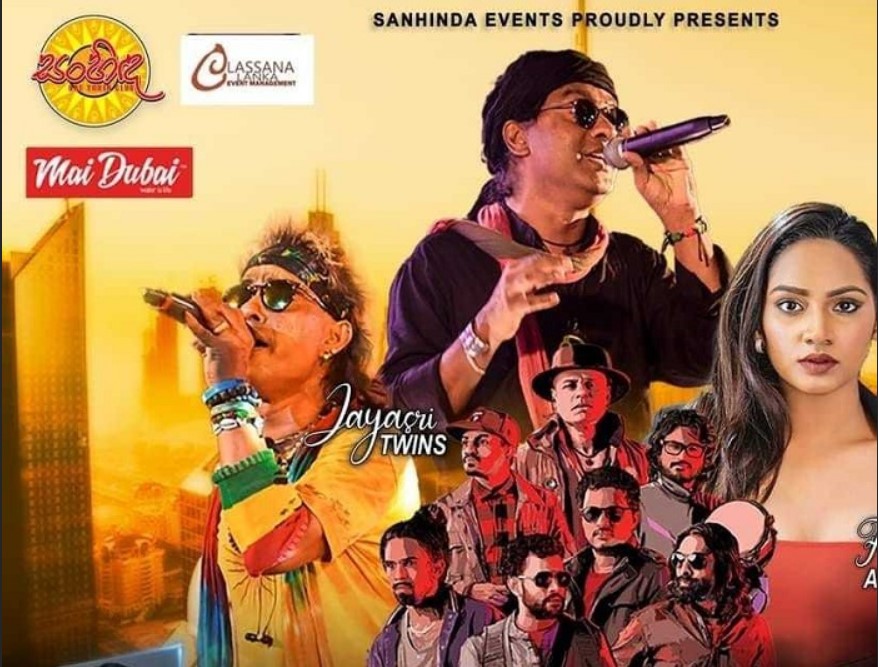 SANHINDA EVENTS PROUDLY PRESENTS
සංහිඳ
CLASSANA
LANKA
EVENT MANAGEMENT
Mai Dubai
water is life
Jayasri
TWINS
A